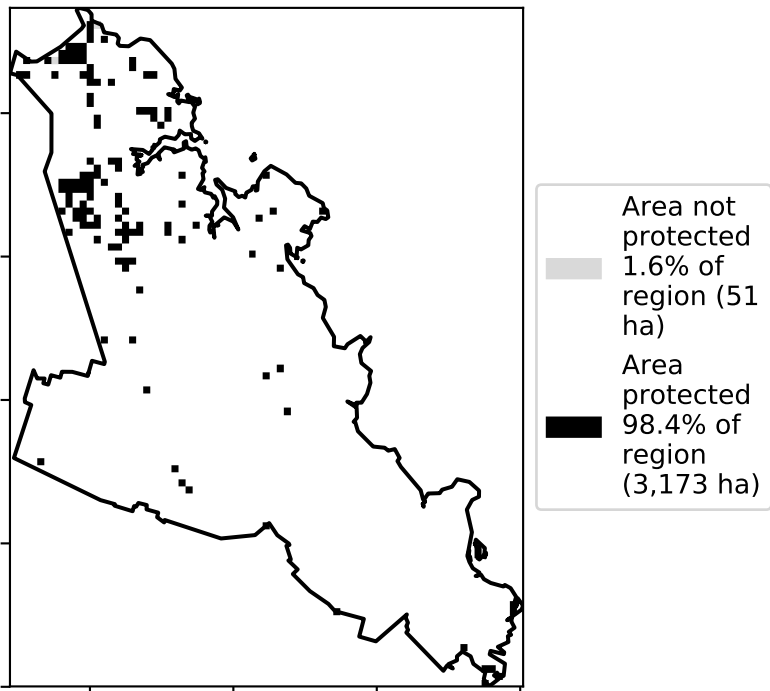 Area not
protected
1.6% of
region (51
ha)
Area
protected
98.4% of
region
(3,173 ha)